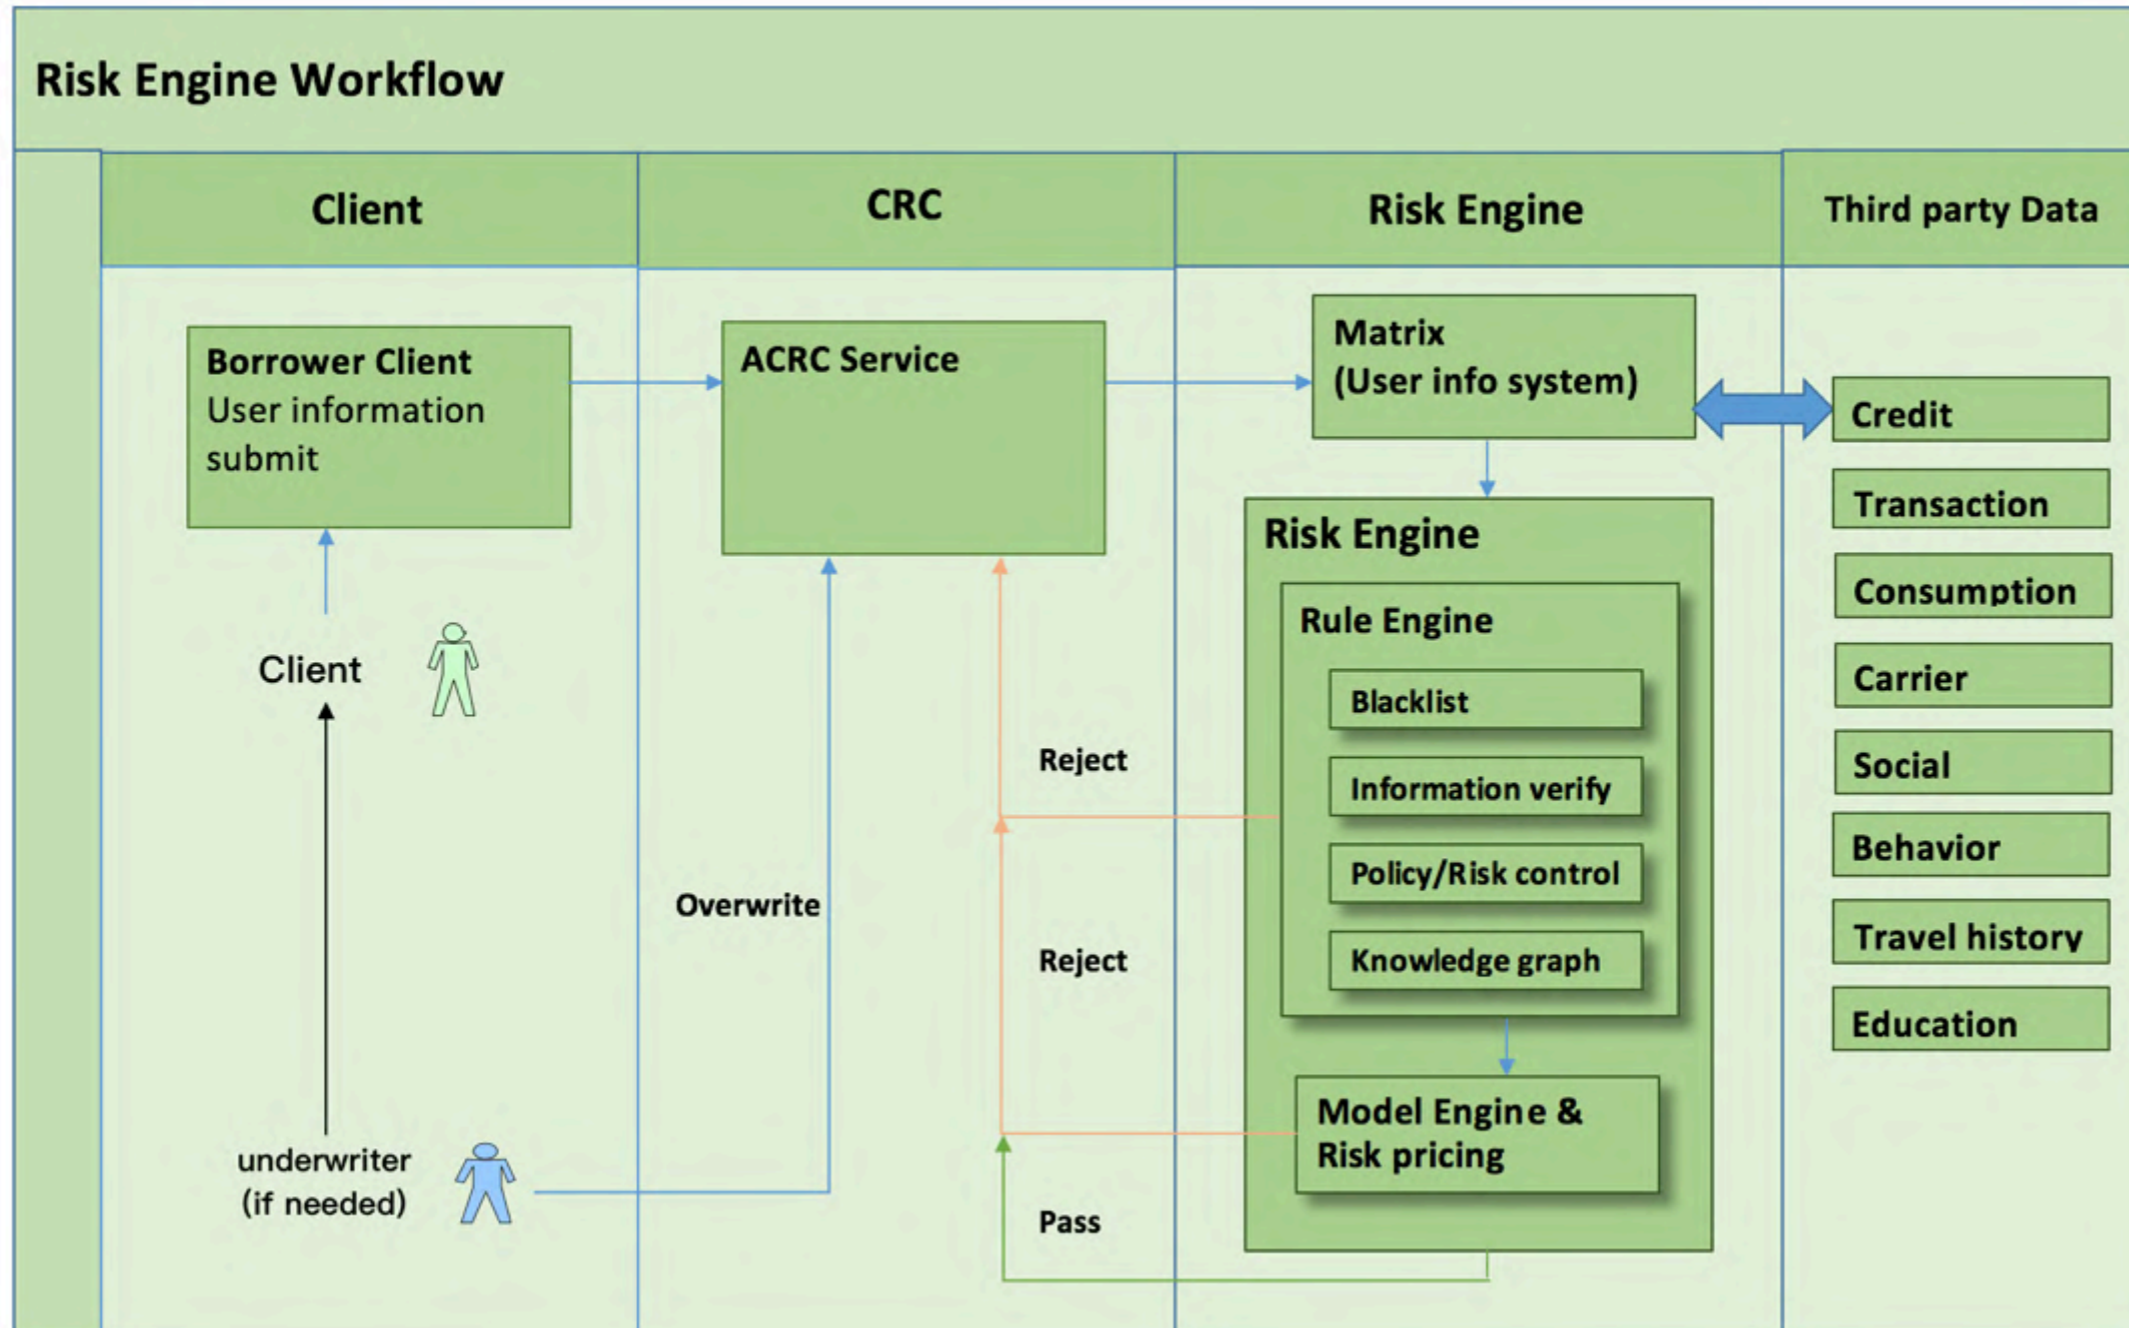 Risk Engine Workflow
Client
CRC
Risk Engine
Third party Data
Borrower Client
User information
submit
Client
underwriter
(if needed)
ACRC Service
Overwrite
Reject
Reject
Pass
Matrix
(User info system)
Risk Engine
Rule Engine
Blacklist
Information verify
Policy/Risk control
Knowledge graph
Model Engine &
Risk pricing
Credit
Transaction
Consumption
Carrier
Social
Behavior
Travel history
Education